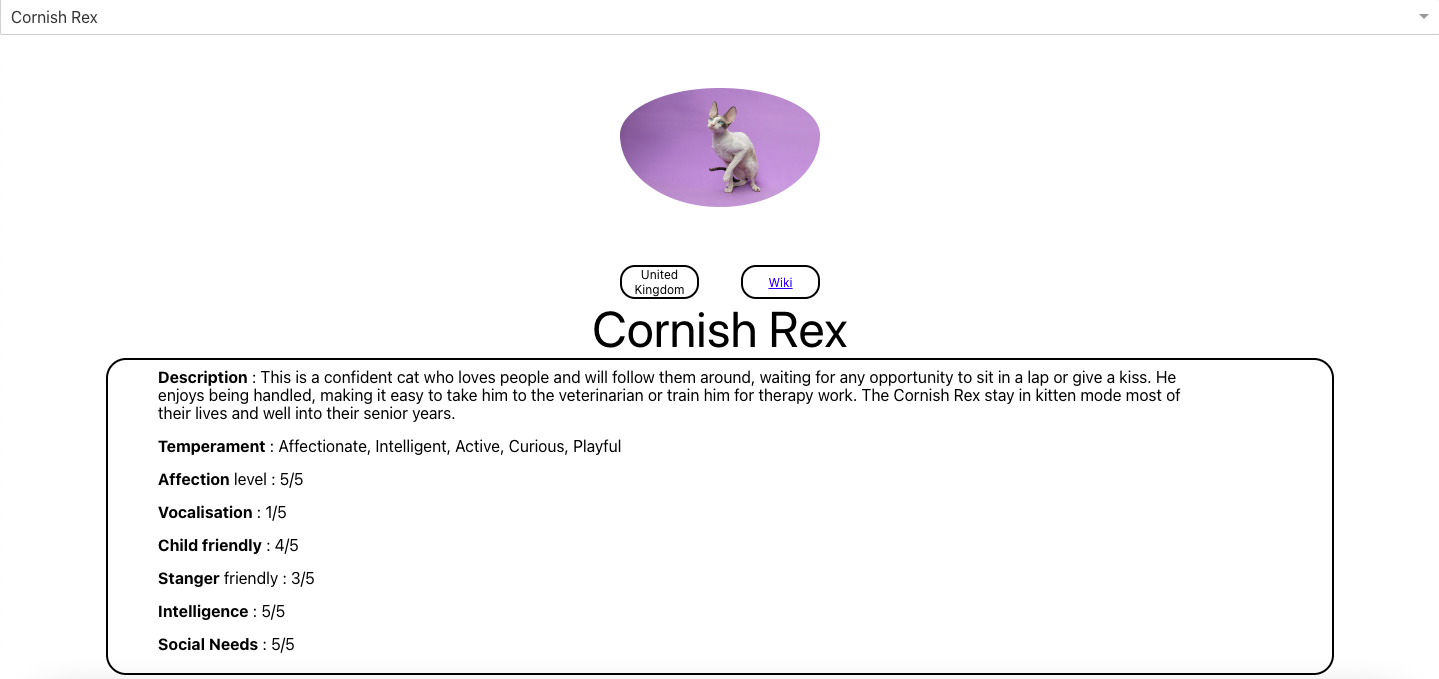 Cornish Rex
United
Kingdom
Wiki
Cornish Rex
Description : This is a confident cat who loves people and will follow them around, waiting for any opportunity to sit in a lap or give a kiss. He
enjoys being handled, making it easy to take him to the veterinarian or train him for therapy work. The Cornish Rex stay in kitten mode most of
their lives and well into their senior years.
Temperament : Affectionate, Intelligent, Active, Curious, Playful
Affection level : 5/5
Vocalisation : 1/5
Child friendly : 4/5
Stanger friendly : 3/5
Intelligence : 5/5
Social Needs : 5/5